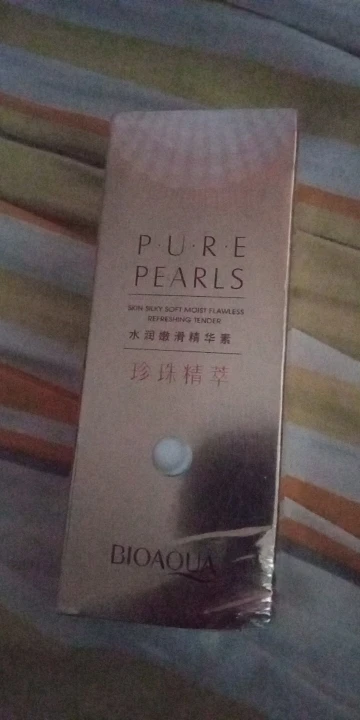 P·U·R·E
PEARLS
SKIN SILKY SOFT MOIST FLAWLESS
REFRESHING TENDER
水润嫩滑精华素
珍珠精萃
BIOAQUA